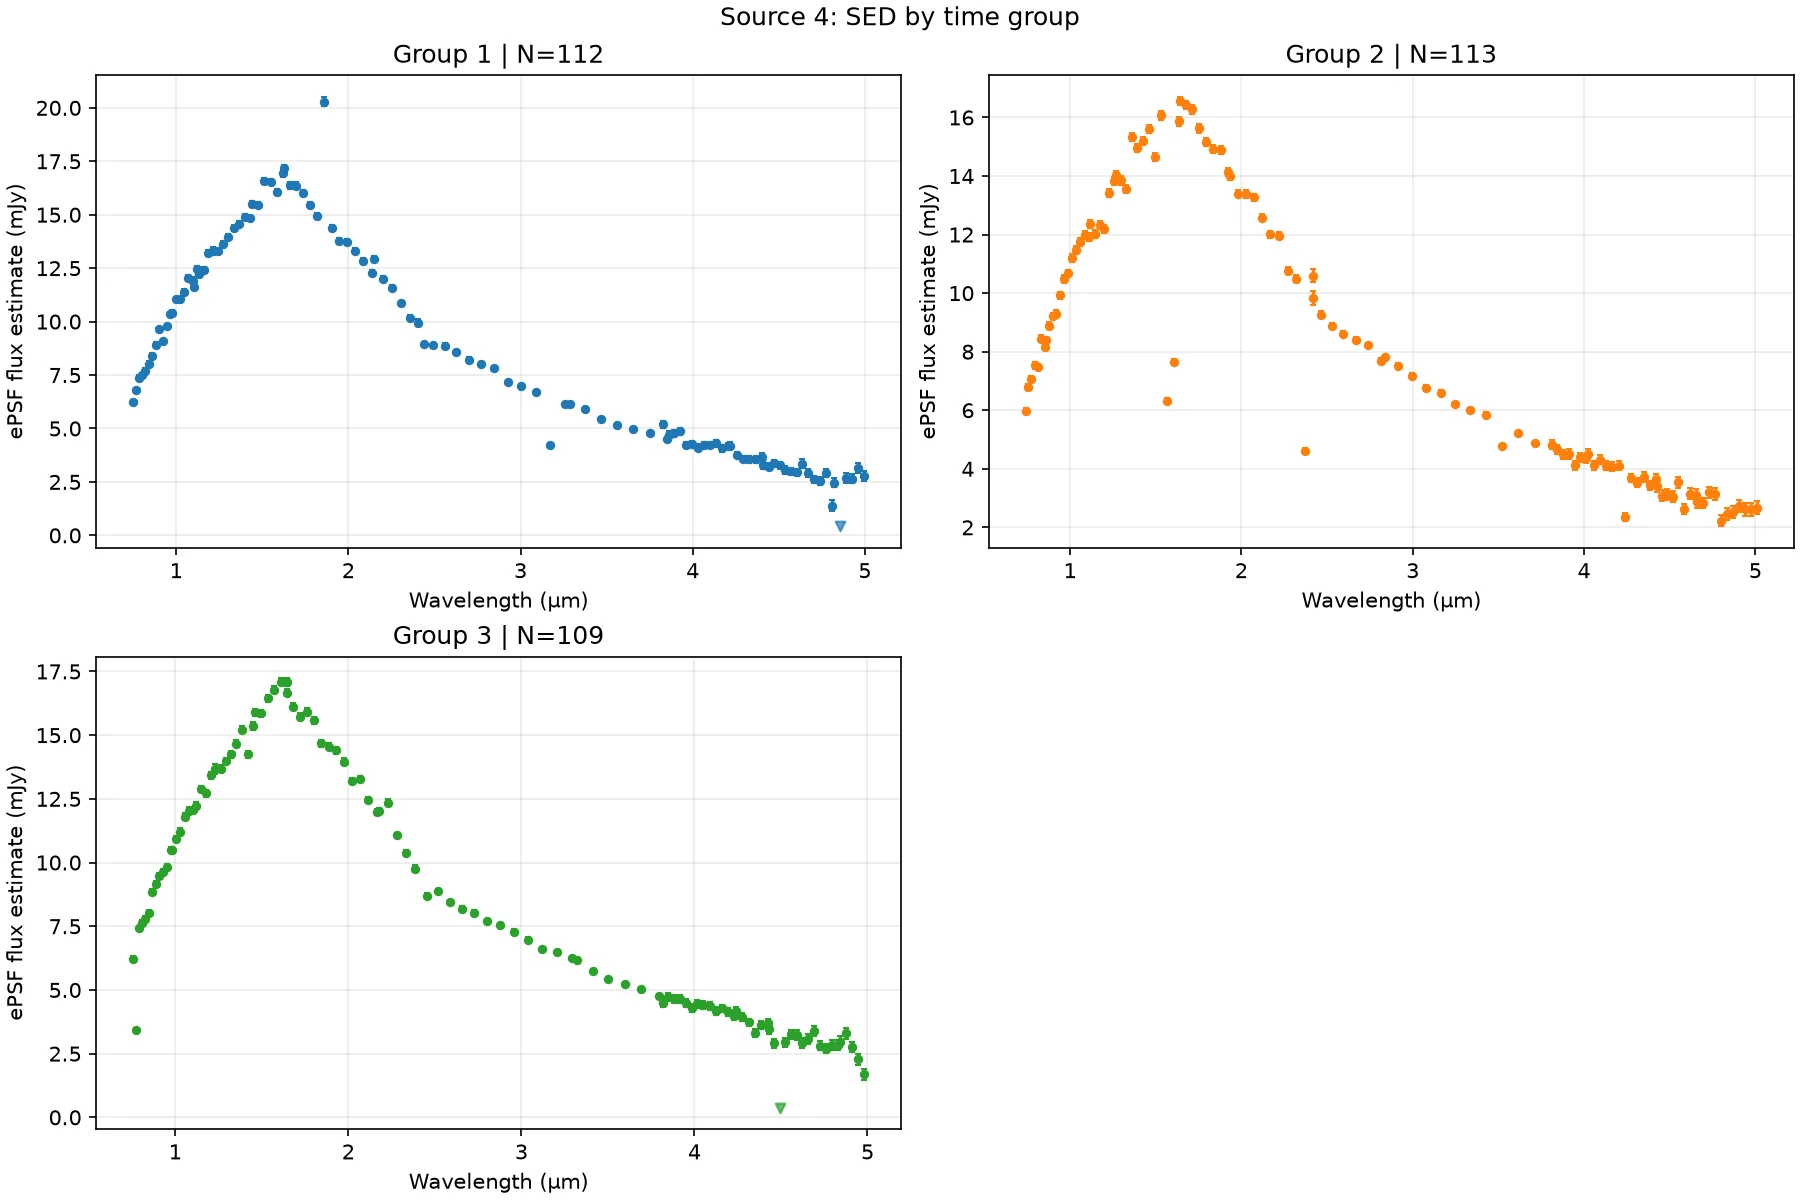 Source 4: SED by time group
Group 1 | N=112
ePSF flux estimate (mJy)
20.0
17.5
15.0
12.5
10.0
7.5
5.0
2.5
0.0
1 2 3 4 5
Wavelength (μm)
Group 2 | N=113
ePSF flux estimate (mJy)
16
14
12
10
8
6
4
2
1 2 3 4 5
Wavelength (μm)
Group 3 | N=109
ePSF flux estimate (mJy)
17.5
15.0
12.5
10.0
7.5
5.0
2.5
0.0
1 2 3 4 5
Wavelength (μm)